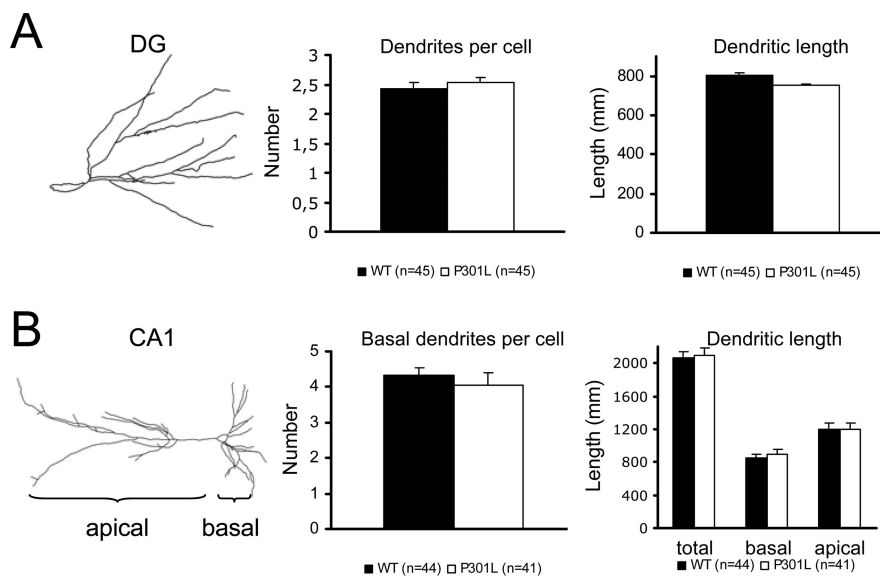 A
DG
Dendrites per cell
Number
3
2,5
2
1,5
1
0,5
0
WT (n=45) P301L (n=45)
Dendritic length
Length (mm)
800
600
400
200
0
WT (n=45) P301L (n=45)
B
CA1
apical basal
Basal dendrites per cell
Number
5
4
3
2
1
0
WT (n=44) P301L (n=41)
Dendritic length
Length (mm)
2000
1600
1200
800
400
0
total basal apical
WT (n=44) P301L (n=41)